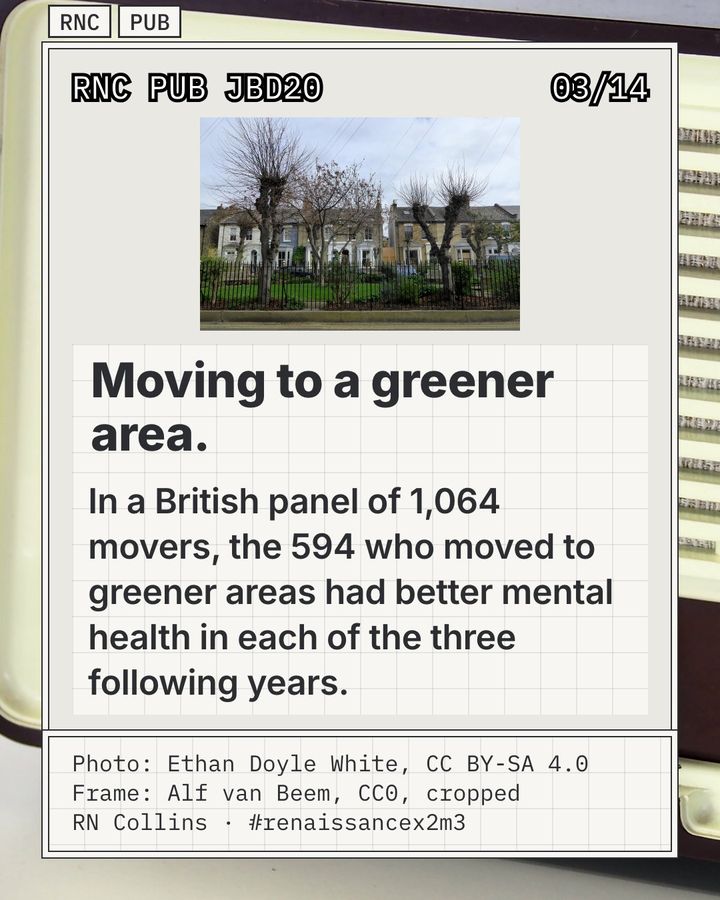 RNC PUB
RNC PUB JBD20 03/14
Moving to a greener
area.
In a British panel of 1,064
movers, the 594 who moved to
greener areas had better mental
health in each of the three
following years.
Photo: Ethan Doyle White, CC BY-SA 4.0
Frame: Alf van Beem, CC0, cropped
RN Collins · #renaissancex2m3